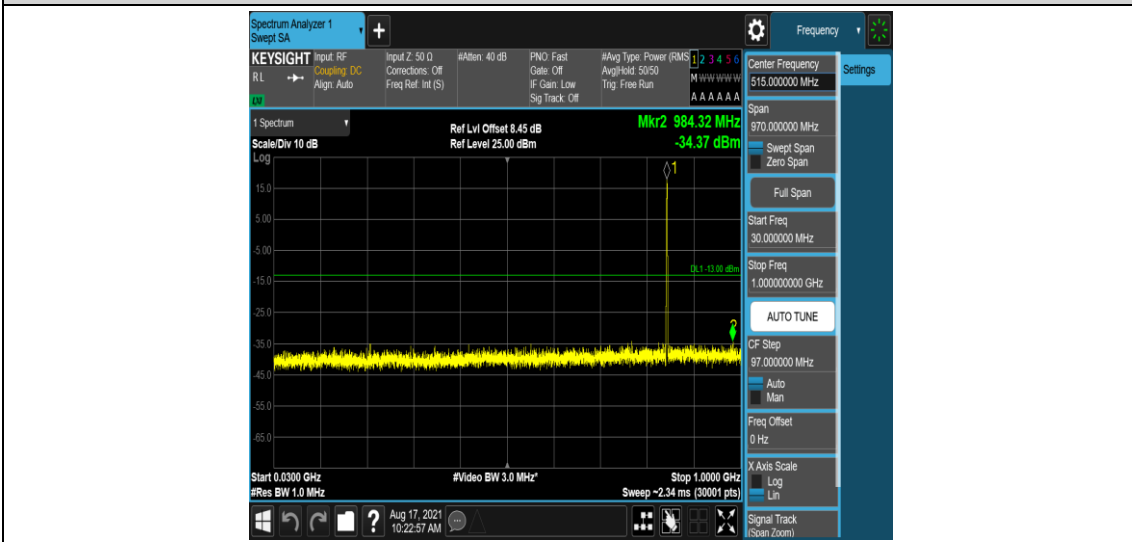 Spectrum Analyzer 1
Swept SA
+
Frequency
KEYSIGHT
RL
LXI
Input: RF
Coupling: DC
Align: Auto
Input Z: 50 Ω
Corrections: Off
Freq Ref: Int (S)
#Atten: 40 dB
PNO: Fast
Gate: Off
IF Gain: Low
Sig Track: Off
#Avg Type: Power (RMS
Avg|Hold: 50/50
Trig: Free Run
1 2 3 4 5 6
M W W W W W
A A A A A A
1 Spectrum
Scale/Div 10 dB
Log
Ref Lvl Offset 8.45 dB
Ref Level 25.00 dBm
Mkr2 984.32 MHz
-34.37 dBm
1
15.0
5.00
-5.00
DL1 -13.00 dBm
-15.0
-25.0
2
-35.0
-45.0
-55.0
-65.0
Start 0.0300 GHz
#Res BW 1.0 MHz
#Video BW 3.0 MHz*
Stop 1.0000 GHz
Sweep ~2.34 ms (30001 pts)
?
Aug 17, 2021
10:22:57 AM
Center Frequency
515.000000 MHz
Settings
Span
970.000000 MHz
Swept Span
Zero Span
Full Span
Start Freq
30.000000 MHz
Stop Freq
1.000000000 GHz
AUTO TUNE
CF Step
97.000000 MHz
Auto
Man
Freq Offset
0 Hz
X Axis Scale
Log
Lin
Signal Track
(Span Zoom)